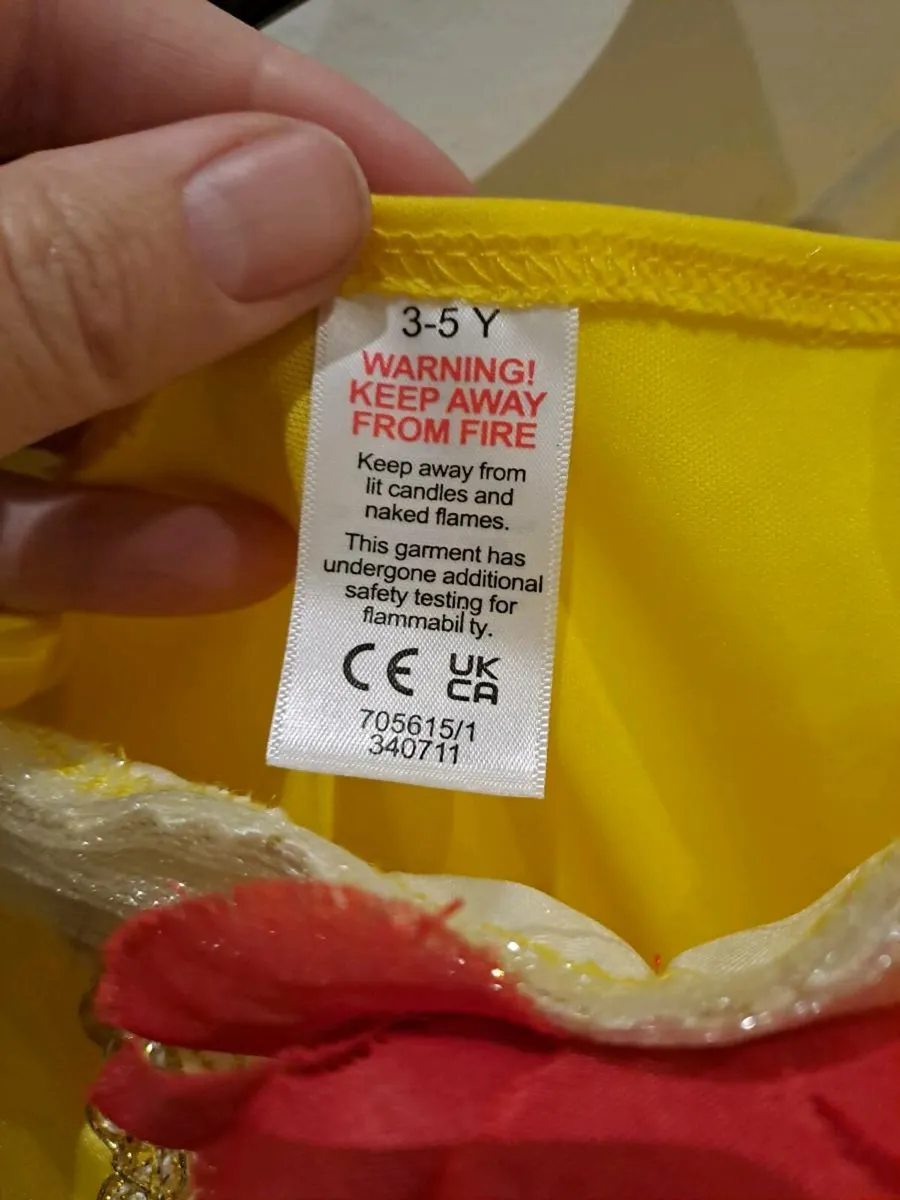 3-5 Y
WARNING!
KEEP AWAY
FROM FIRE
Keep away from
lit candles and
naked flames.
This garment has
undergone additional
safety testing for
flammabil ty.
CE UK
CA
705615/1
340711